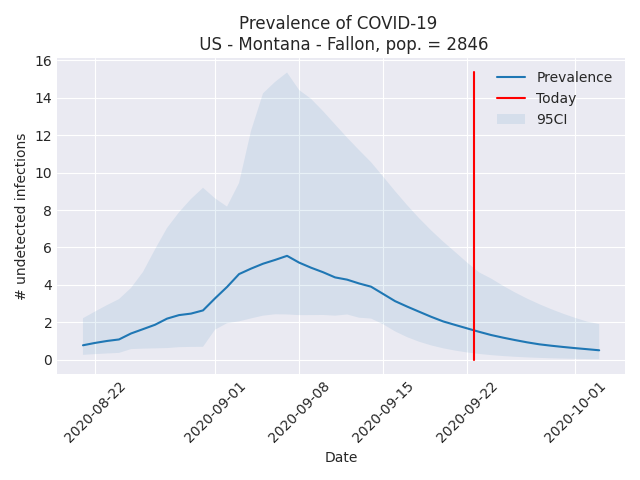 Prevalence of COVID-19
US - Montana - Fallon, pop. = 2846
16
14
12
10
8
6
4
2
0
# undetected infections
Prevalence
Today
95CI
2020-08-22
2020-09-01
2020-09-08
2020-09-15
2020-09-22
2020-10-01
Date